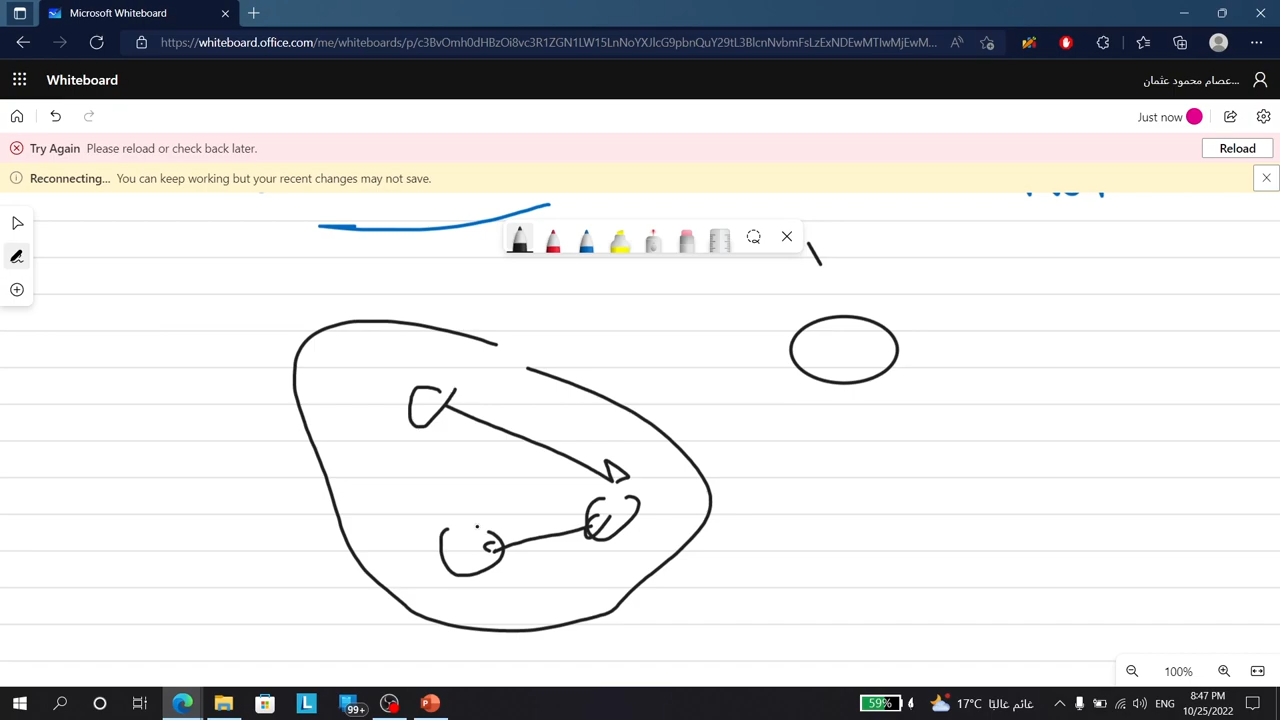 Microsoft Whiteboard
https://whiteboard.office.com/me/whiteboards/p/c3BvOmh0dHBzOi8vc3R1ZGN1LW15LnNoYXJlcG9pbnQuY29tL3BlcnNvbmFsLzExNDEwMTIwMjEwM...
Whiteboard
عصام محمود عثمان...
Just now
Try Again Please reload or check back later.
Reload
Reconnecting... You can keep working but your recent changes may not save.
100%
99+
59%
17°C غائم غالبا
ENG
8:47 PM
10/25/2022